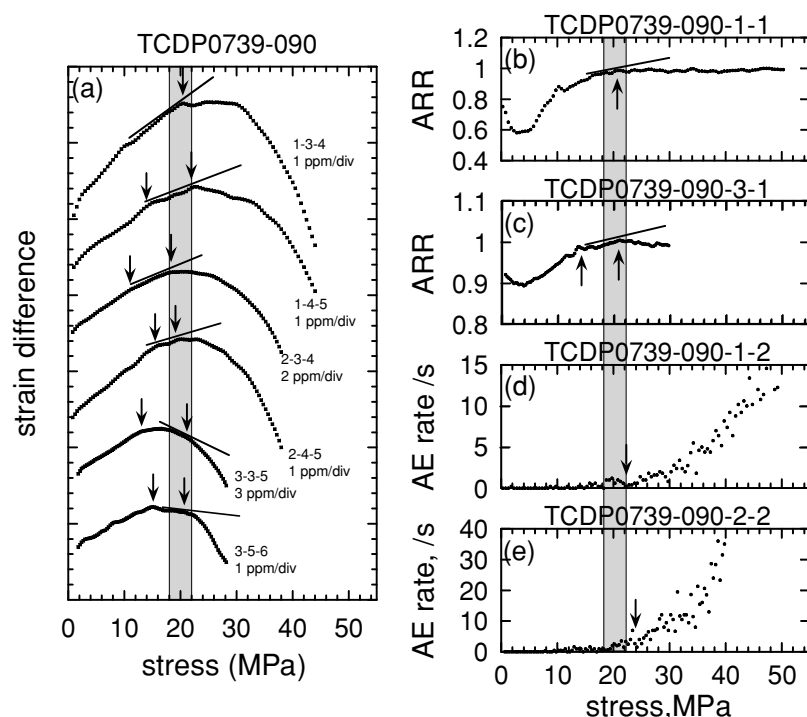 TCDP0739-090
(a)
strain difference
1-3-4
1 ppm/div
1-4-5
1 ppm/div
2-3-4
2 ppm/div
2-4-5
1 ppm/div
3-3-5
3 ppm/div
3-5-6
1 ppm/div
0 10 20 30 40 50
stress (MPa)
TCDP0739-090-1-1
(b)
ARR
1.2
1
0.8
0.6
0.4
TCDP0739-090-3-1
(c)
ARR
1.1
1
0.9
0.8
TCDP0739-090-1-2
(d)
AE rate /s
15
10
5
0
TCDP0739-090-2-2
(e)
AE rate, /s
40
30
20
10
0
0 10 20 30 40 50
stress,MPa